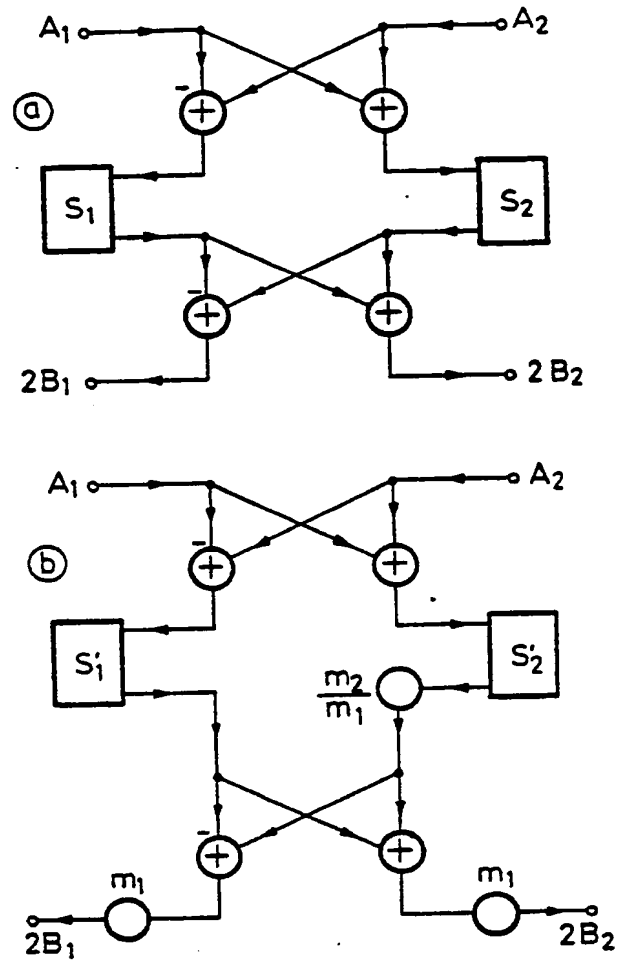 A₁ A₂
ⓐ - + +
S₁ S₂
- + +
2B₁ 2B₂
A₁ A₂
ⓑ - + +
S'₁ m₂/m₁ S'₂
- + +
m₁ m₁
2B₁ 2B₂